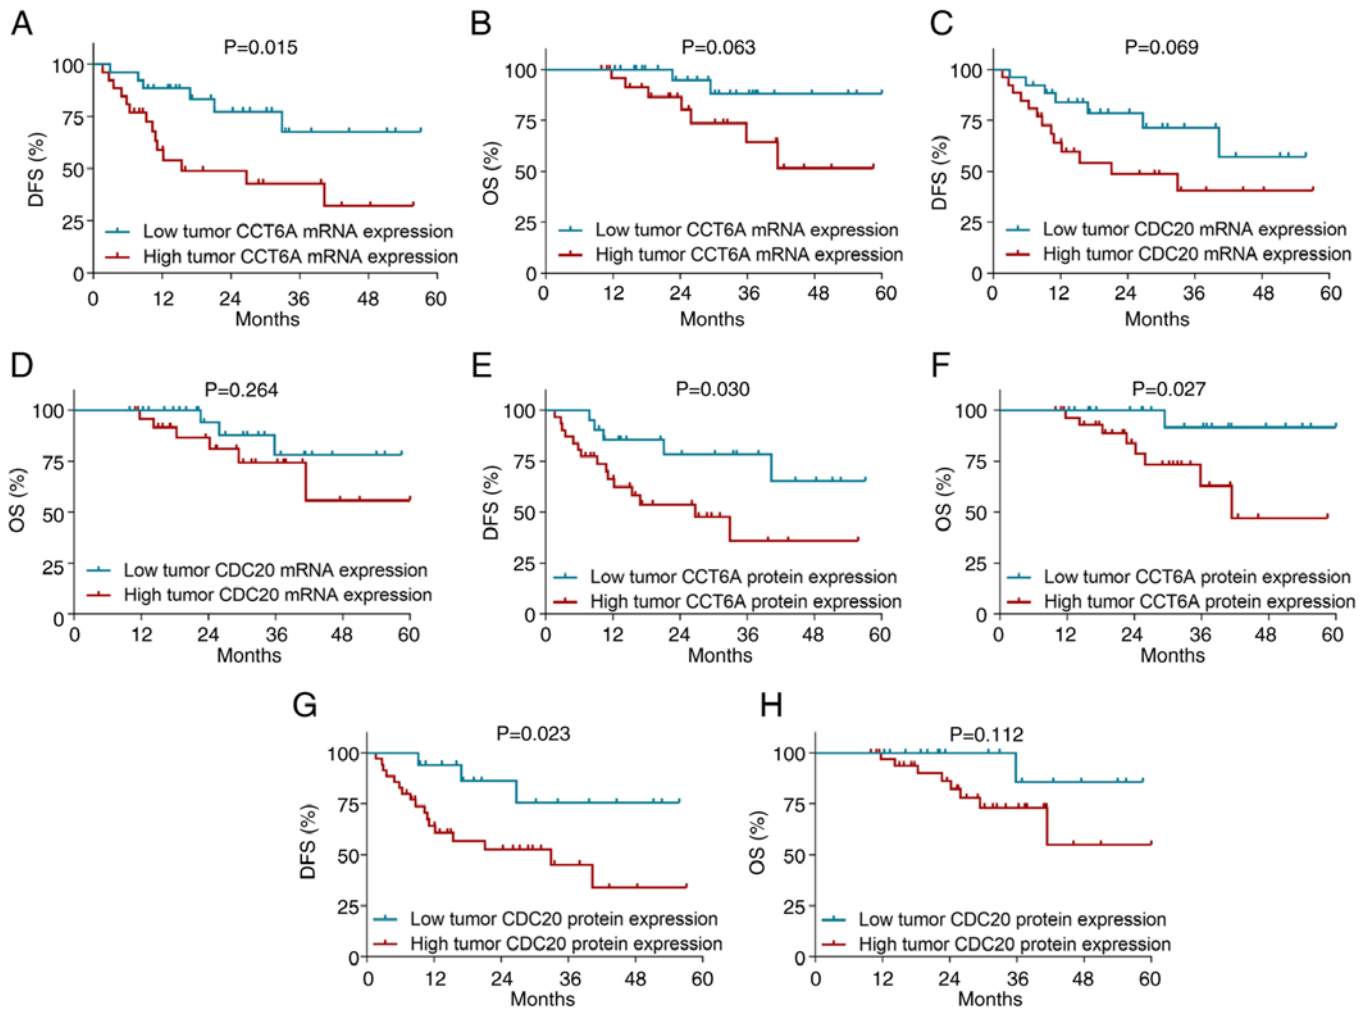 A
P=0.015
100
75
50
25
0
DFS (%)
Low tumor CCT6A mRNA expression
High tumor CCT6A mRNA expression
0 12 24 36 48 60
Months
B
P=0.063
100
75
50
25
0
OS (%)
Low tumor CCT6A mRNA expression
High tumor CCT6A mRNA expression
0 12 24 36 48 60
Months
C
P=0.069
100
75
50
25
0
DFS (%)
Low tumor CDC20 mRNA expression
High tumor CDC20 mRNA expression
0 12 24 36 48 60
Months
D
P=0.264
100
75
50
25
0
OS (%)
Low tumor CDC20 mRNA expression
High tumor CDC20 mRNA expression
0 12 24 36 48 60
Months
E
P=0.030
100
75
50
25
0
DFS (%)
Low tumor CCT6A protein expression
High tumor CCT6A protein expression
0 12 24 36 48 60
Months
F
P=0.027
100
75
50
25
0
OS (%)
Low tumor CCT6A protein expression
High tumor CCT6A protein expression
0 12 24 36 48 60
Months
G
P=0.023
100
75
50
25
0
DFS (%)
Low tumor CDC20 protein expression
High tumor CDC20 protein expression
0 12 24 36 48 60
Months
H
P=0.112
100
75
50
25
0
OS (%)
Low tumor CDC20 protein expression
High tumor CDC20 protein expression
0 12 24 36 48 60
Months